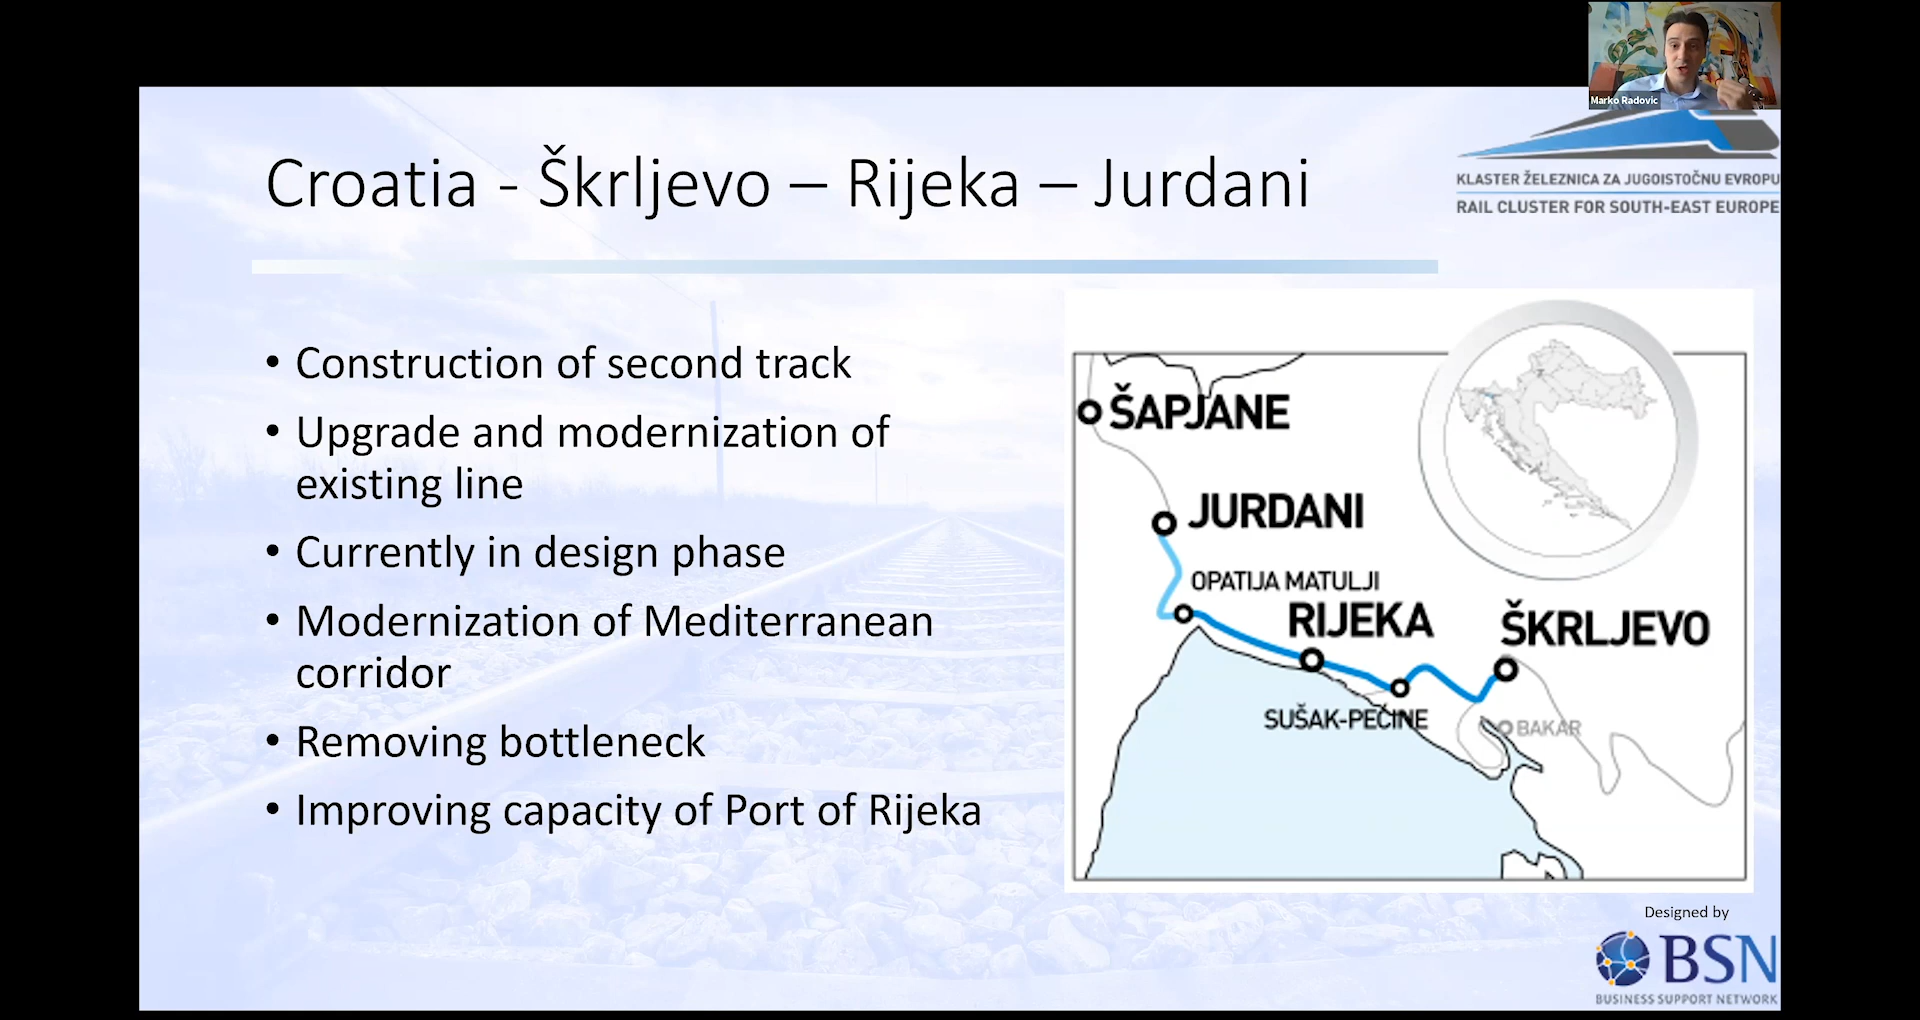 Marko Radovic
Croatia - Škrljevo – Rijeka – Jurdani
KLASTER ŽELEZNICA ZA JUGOISTOČNU EVROPU
RAIL CLUSTER FOR SOUTH-EAST EUROPE
• Construction of second track
• Upgrade and modernization of
existing line
• Currently in design phase
• Modernization of Mediterranean
corridor
• Removing bottleneck
• Improving capacity of Port of Rijeka
ŠAPJANE
JURDANI
OPATIJA MATULJI
RIJEKA
ŠKRLJEVO
SUŠAK-PEĆINE
BAKAR
Designed by
BSN
BUSINESS SUPPORT NETWORK